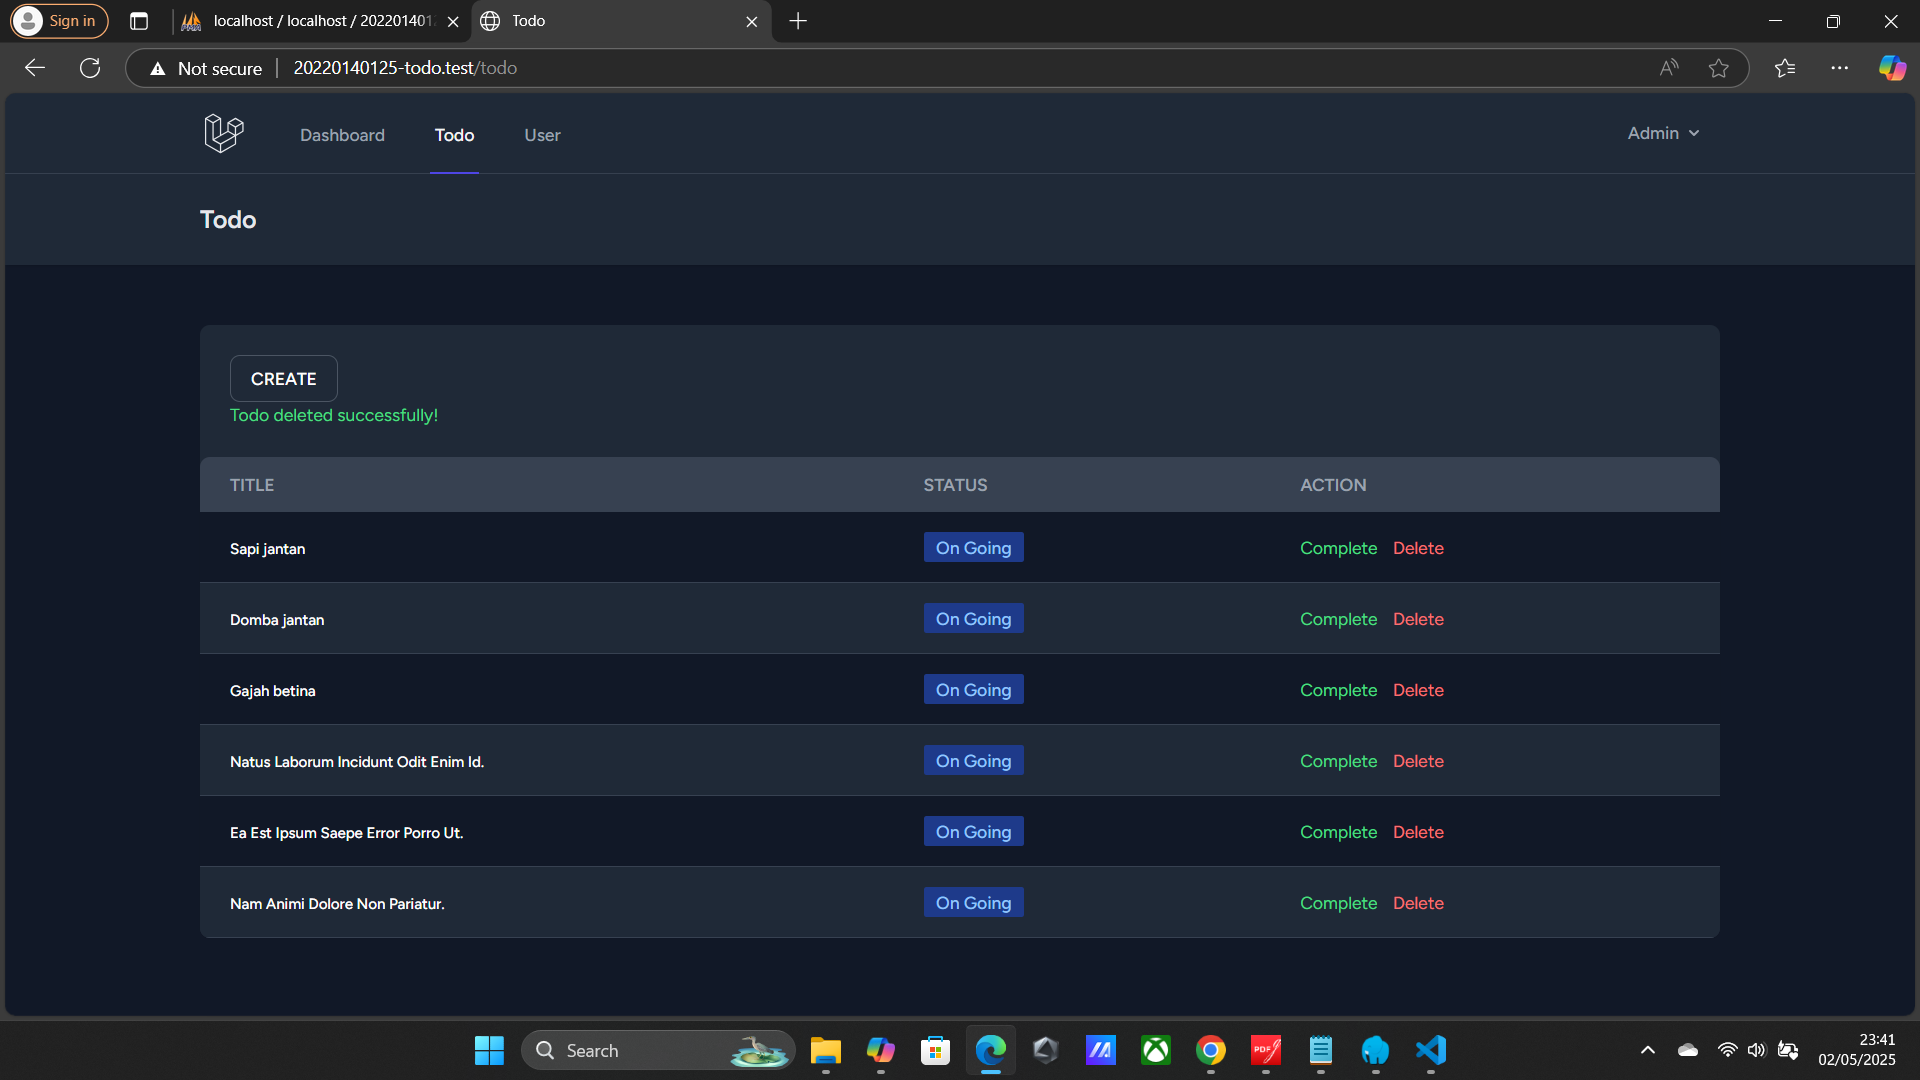 Sign in
localhost / localhost / 202201401
Todo
Not secure
20220140125-todo.test/todo
Dashboard
Todo
User
Admin
Todo
CREATE
Todo deleted successfully!
TITLE STATUS ACTION
Sapi jantan On Going Complete Delete
Domba jantan On Going Complete Delete
Gajah betina On Going Complete Delete
Natus Laborum Incidunt Odit Enim Id. On Going Complete Delete
Ea Est Ipsum Saepe Error Porro Ut. On Going Complete Delete
Nam Animi Dolore Non Pariatur. On Going Complete Delete
Search
PDF
23:41
02/05/2025